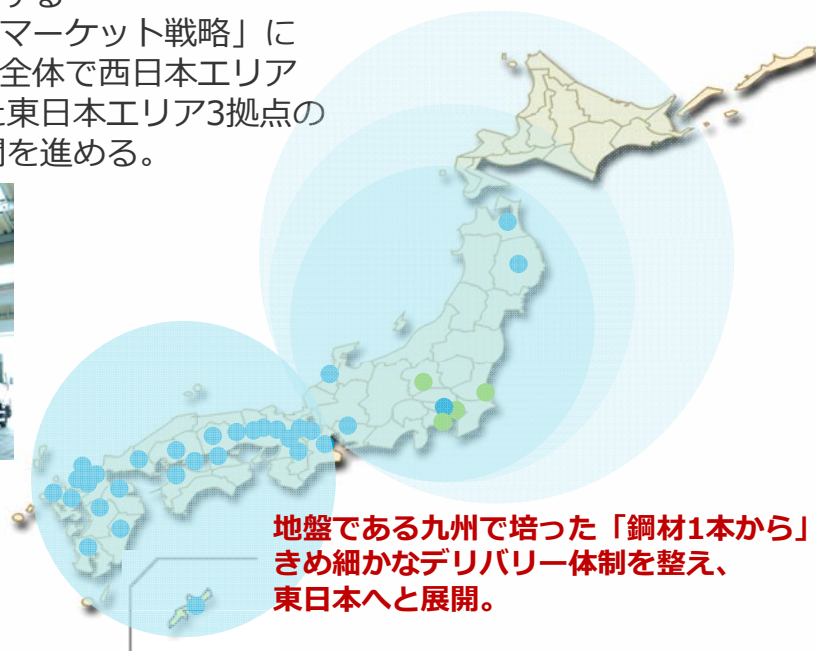 する
マーケット戦略」に
全体で西日本エリア
東日本エリア3拠点の
を進める。
地盤である九州で培った「鋼材1本から」
きめ細かなデリバリー体制を整え、
東日本へと展開。